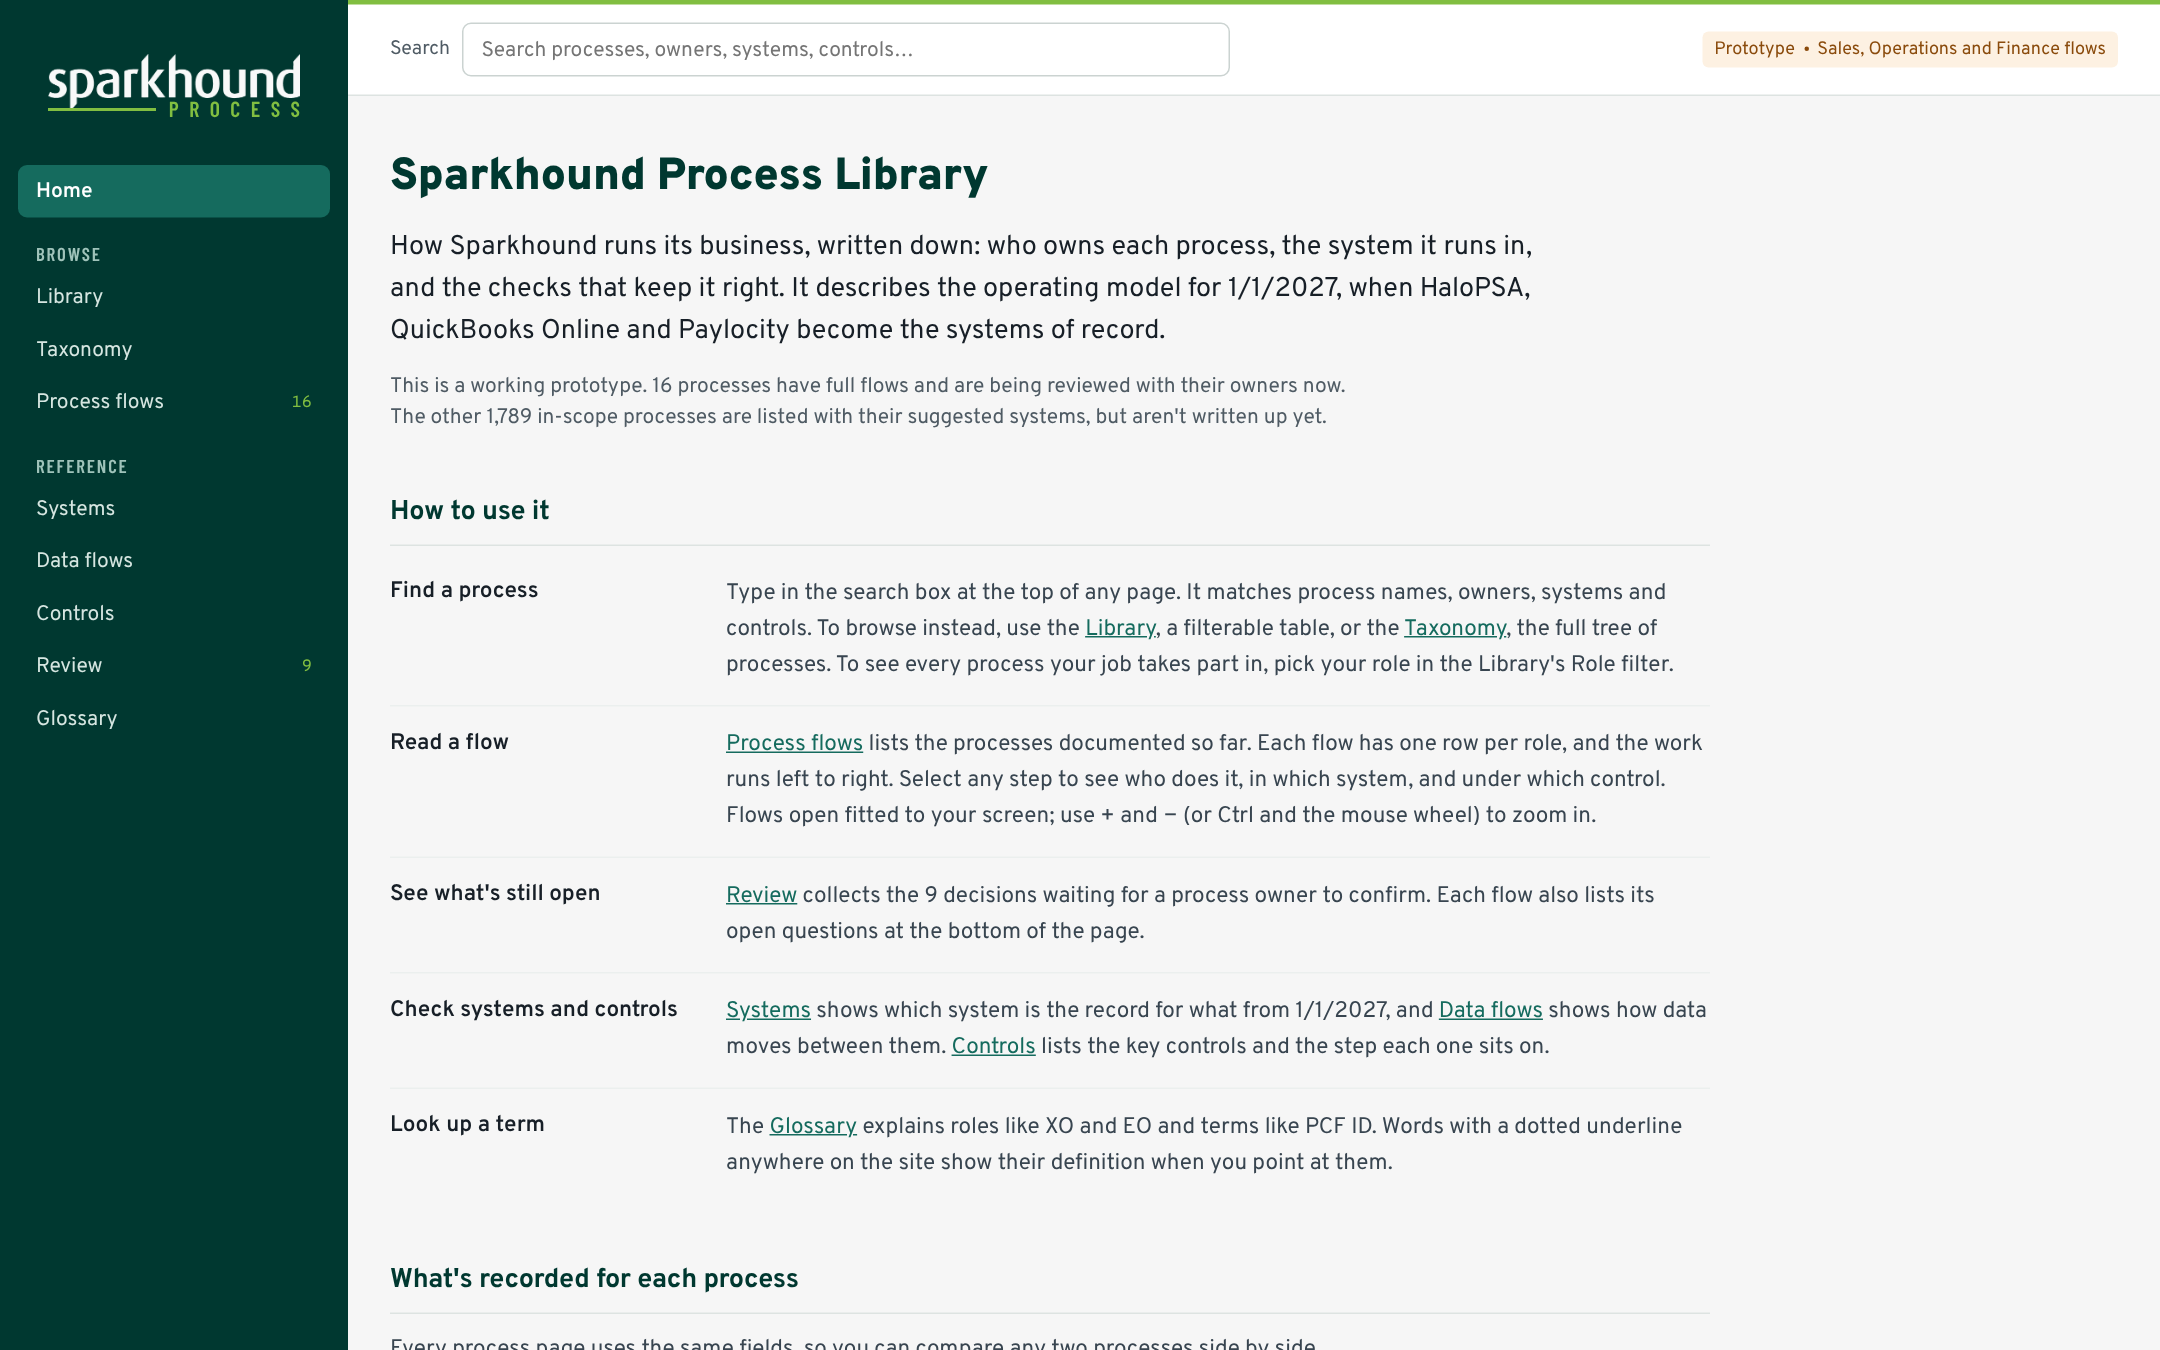 sparkhound
PROCESS
Home
BROWSE
Library
Taxonomy
Process flows 16
REFERENCE
Systems
Data flows
Controls
Review 9
Glossary
Search Search processes, owners, systems, controls...
Prototype • Sales, Operations and Finance flows
Sparkhound Process Library
How Sparkhound runs its business, written down: who owns each process, the system it runs in,
and the checks that keep it right. It describes the operating model for 1/1/2027, when HaloPSA,
QuickBooks Online and Paylocity become the systems of record.
This is a working prototype. 16 processes have full flows and are being reviewed with their owners now.
The other 1,789 in-scope processes are listed with their suggested systems, but aren't written up yet.
How to use it
Find a process
Type in the search box at the top of any page. It matches process names, owners, systems and
controls. To browse instead, use the Library, a filterable table, or the Taxonomy, the full tree of
processes. To see every process your job takes part in, pick your role in the Library's Role filter.
Read a flow
Process flows lists the processes documented so far. Each flow has one row per role, and the work
runs left to right. Select any step to see who does it, in which system, and under which control.
Flows open fitted to your screen; use + and − (or Ctrl and the mouse wheel) to zoom in.
See what's still open
Review collects the 9 decisions waiting for a process owner to confirm. Each flow also lists its
open questions at the bottom of the page.
Check systems and controls
Systems shows which system is the record for what from 1/1/2027, and Data flows shows how data
moves between them. Controls lists the key controls and the step each one sits on.
Look up a term
The Glossary explains roles like XO and EO and terms like PCF ID. Words with a dotted underline
anywhere on the site show their definition when you point at them.
What's recorded for each process
Every process page uses the same fields, so you can compare any two processes side by side.